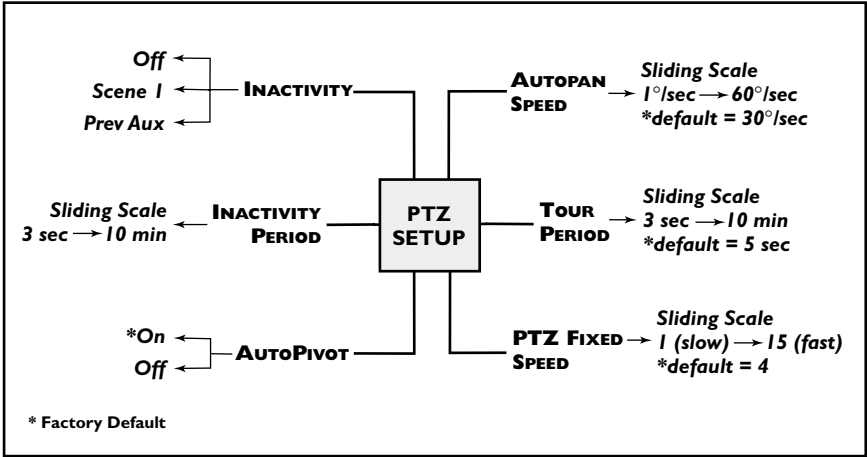 Off
Scene 1
Prev Aux
INACTIVITY
AUTOPAN
SPEED
Sliding Scale
1°/sec → 60°/sec
*default = 30°/sec
Sliding Scale
3 sec → 10 min
INACTIVITY
PERIOD
PTZ
SETUP
TOUR
PERIOD
Sliding Scale
3 sec → 10 min
*default = 5 sec
*On
Off
AUTOPIVOT
PTZ FIXED
SPEED
Sliding Scale
1 (slow) → 15 (fast)
*default = 4
* Factory Default